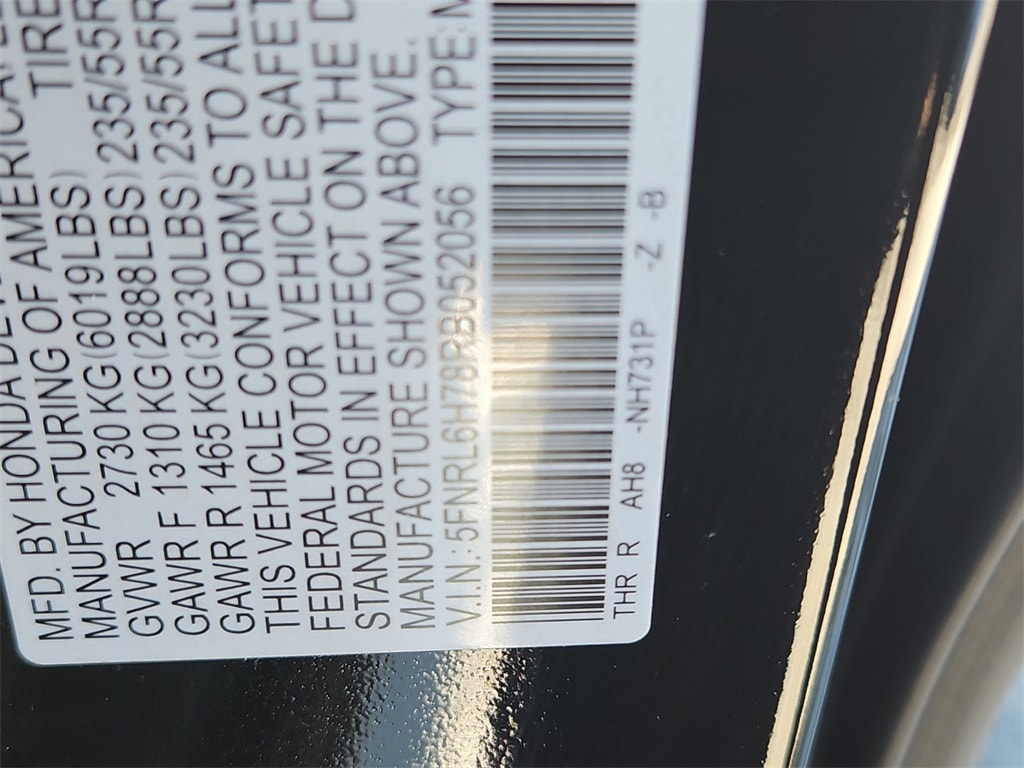 MFD. BY HONDA DE
MANUFACTURING OF AMERICA
GVWR 2730 KG (6019LBS) TIRE
GAWR F 1310 KG (2888LBS) 235/55R
GAWR R 1465 KG (3230LBS) 235/55R
THIS VEHICLE CONFORMS TO ALL
FEDERAL MOTOR VEHICLE SAFET
STANDARDS IN EFFECT ON THE D
MANUFACTURE SHOWN ABOVE.
V.I.N.: 5FNRL6H78RB052056 TYPE: M
THR R AH8 -NH731P -Z -B